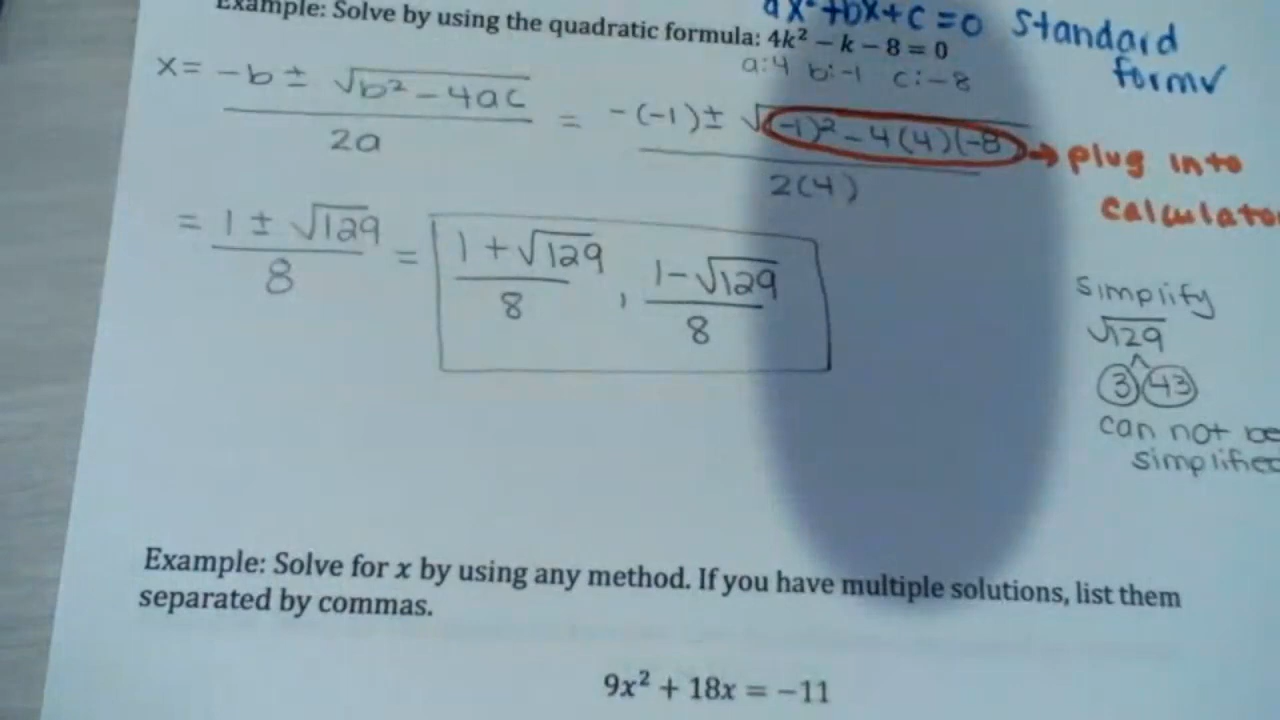 Example: Solve by using the quadratic formula: 4k² − k − 8 = 0
ax²+bx+c=0 Standard
form✓
a:4 b:-1 c:-8
x= -b ± √b²-4ac
2a
= -(-1) ± √(-1)²-4(4)(-8
2(4)
→ plug into
calculato
= 1 ± √129
8
= 1+√129
8
, 1-√129
8
simplify
√129
3 43
can not be
simplified
Example: Solve for x by using any method. If you have multiple solutions, list them
separated by commas.
9x² + 18x = −11